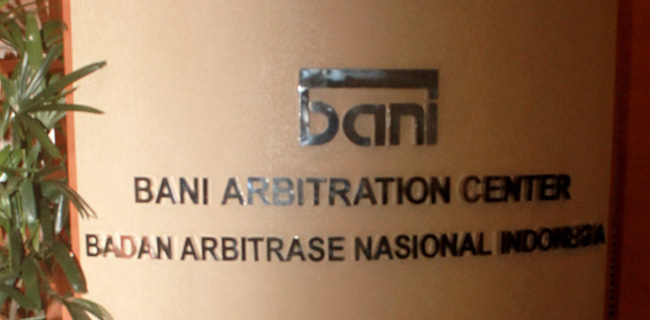 bani
BANI ARBITRATION CENTER
BADAN ARBITRASE NASIONAL INDONESIA